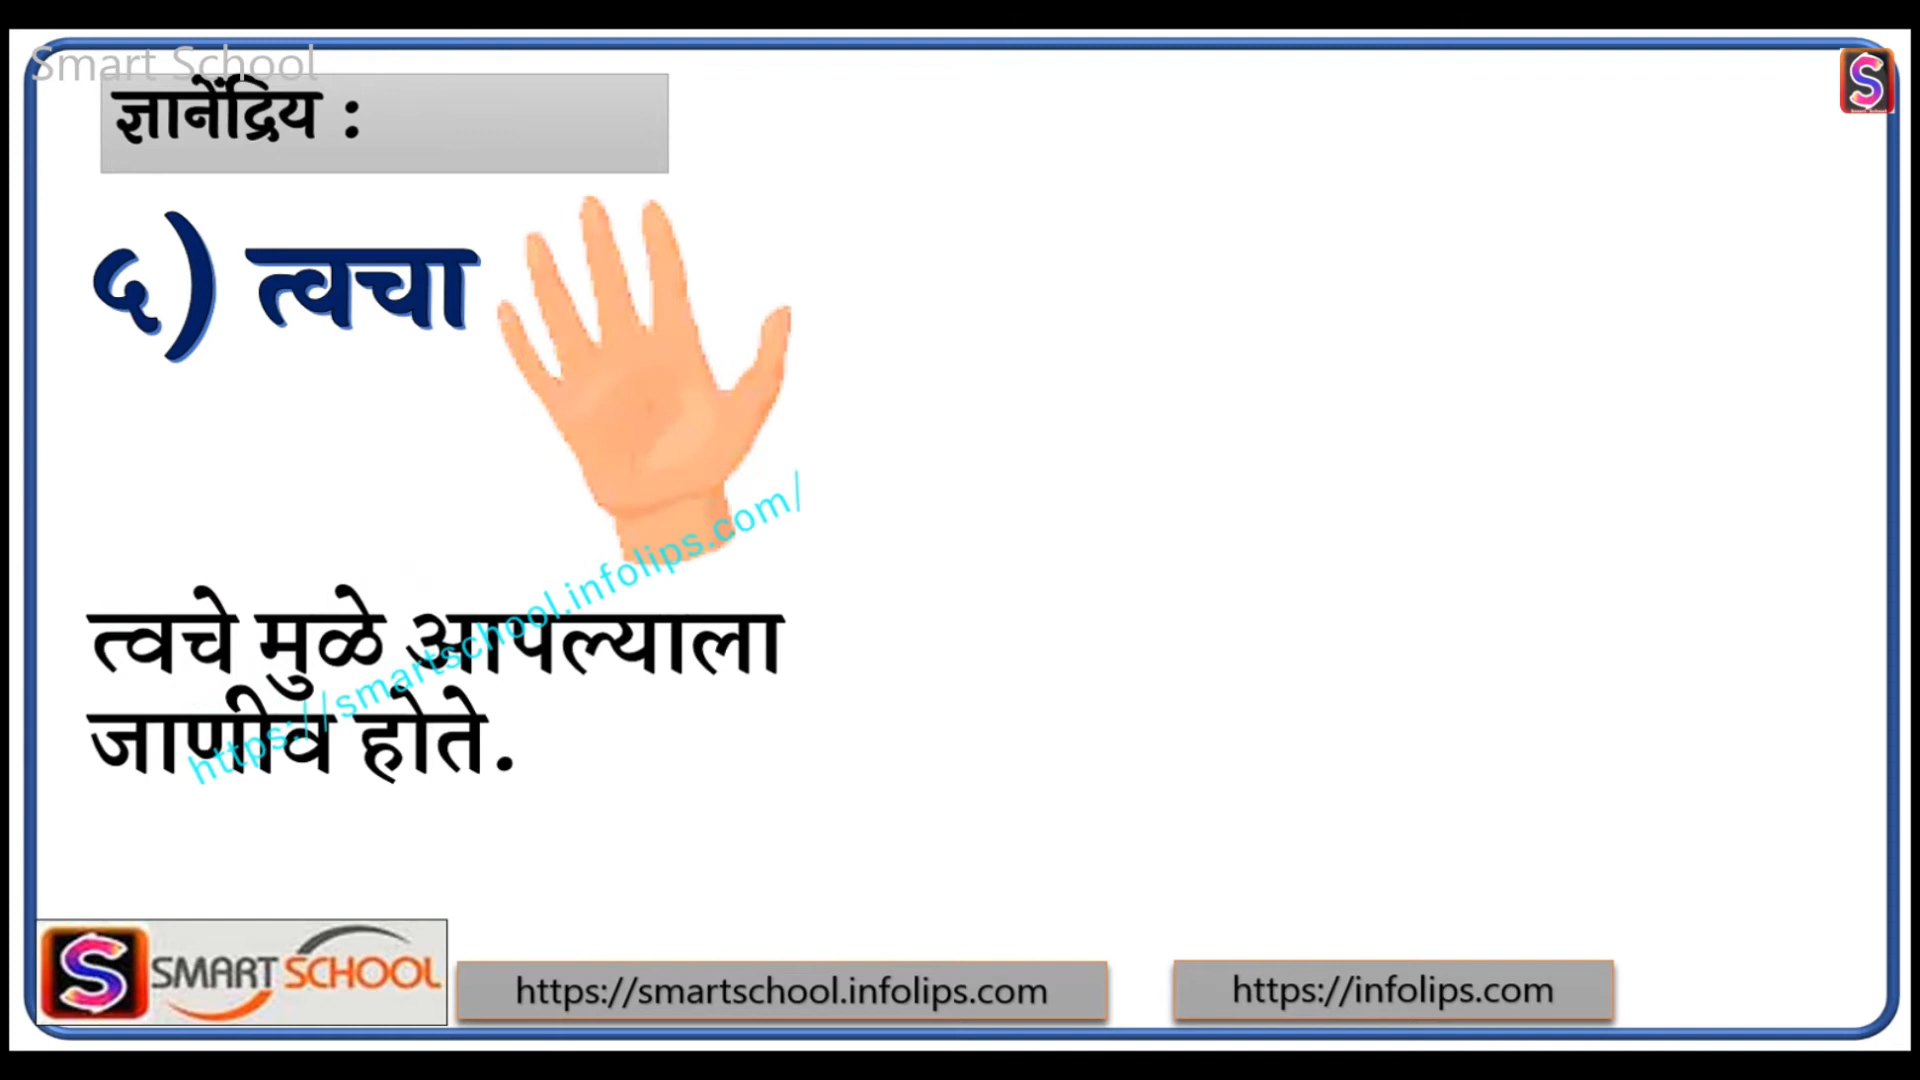 Smart School
ज्ञानेंद्रिय :
५) त्वचा
त्वचे मुळे आपल्याला
जाणीव होते.
https://smartschool.infolips.com/
SMART SCHOOL
https://smartschool.infolips.com
https://infolips.com